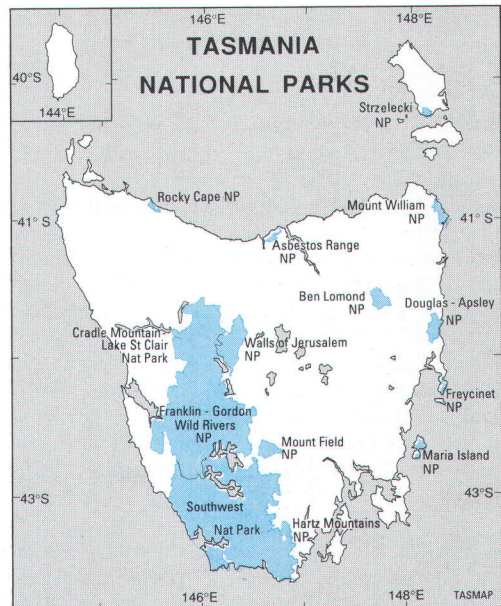 146°E
148°E
TASMANIA
NATIONAL PARKS
40°S
144°E
Strzelecki
NP
Rocky Cape NP
Mount William
NP
41°S
41°S
Asbestos Range
NP
Ben Lomond
NP
Douglas - Apsley
NP
Cradle Mountain-
Lake St Clair
Nat Park
Walls of Jerusalem
NP
Freycinet
NP
Franklin - Gordon
Wild Rivers
NP
Mount Field
NP
Maria Island
NP
43°S
43°S
Southwest
Nat Park
Hartz Mountains
NP
146°E
148°E
TASMAP